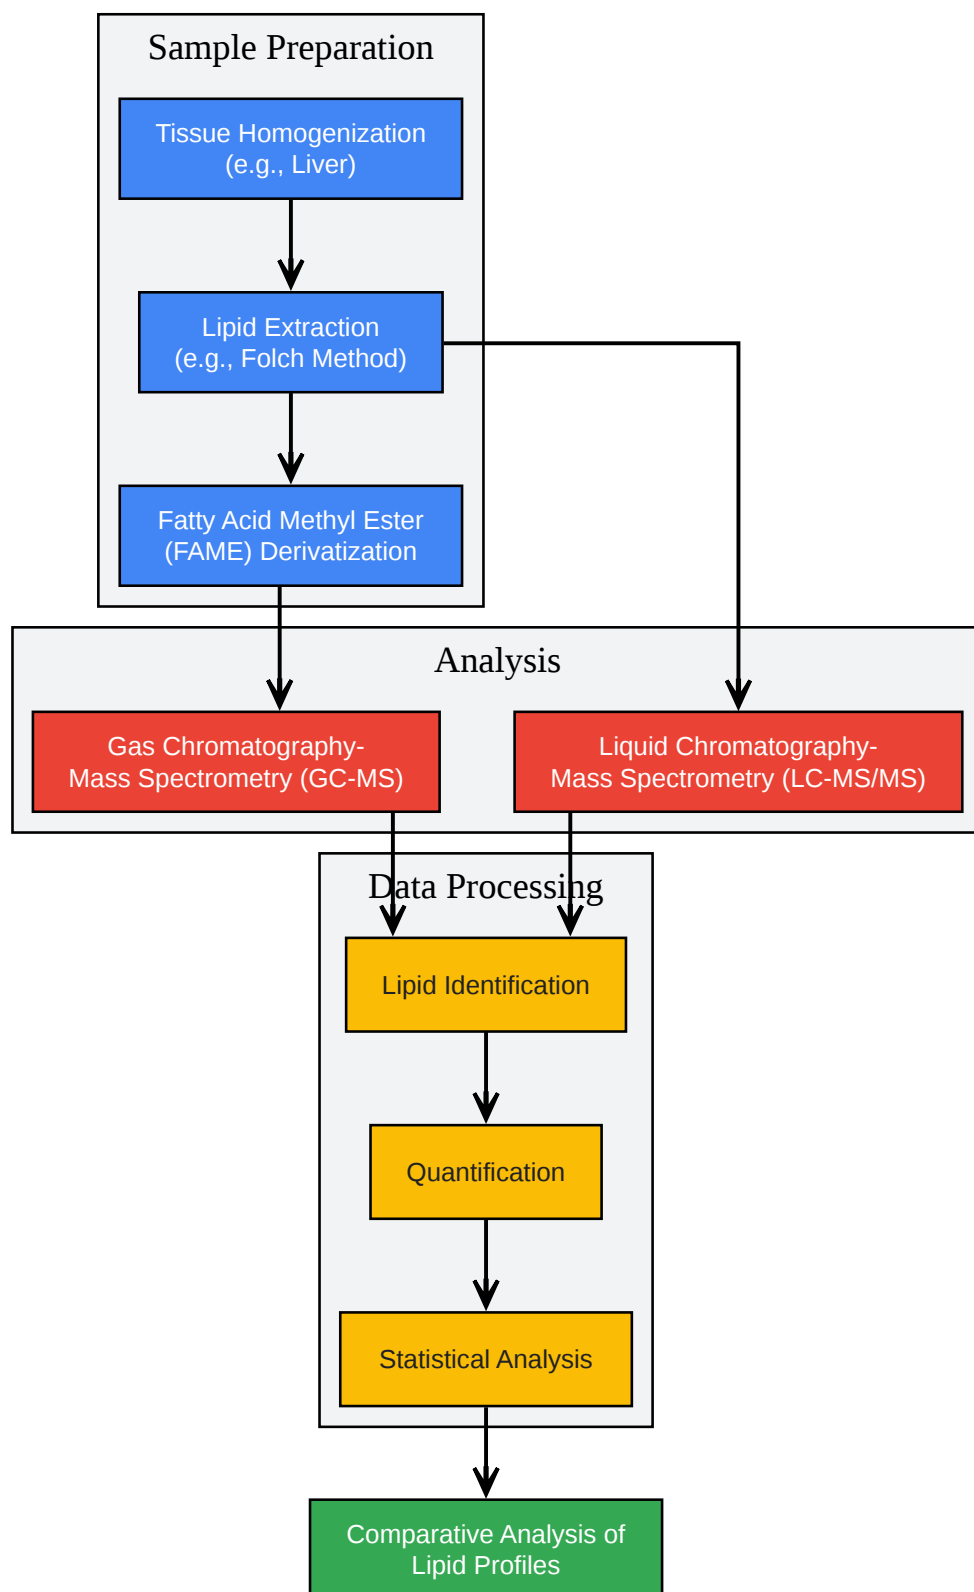 Sample Preparation
Tissue Homogenization
(e.g., Liver)
Lipid Extraction
(e.g., Folch Method)
Fatty Acid Methyl Ester
(FAME) Derivatization
Analysis
Gas Chromatography-
Mass Spectrometry (GC-MS)
Liquid Chromatography-
Mass Spectrometry (LC-MS/MS)
Data Processing
Lipid Identification
Quantification
Statistical Analysis
Comparative Analysis of
Lipid Profiles